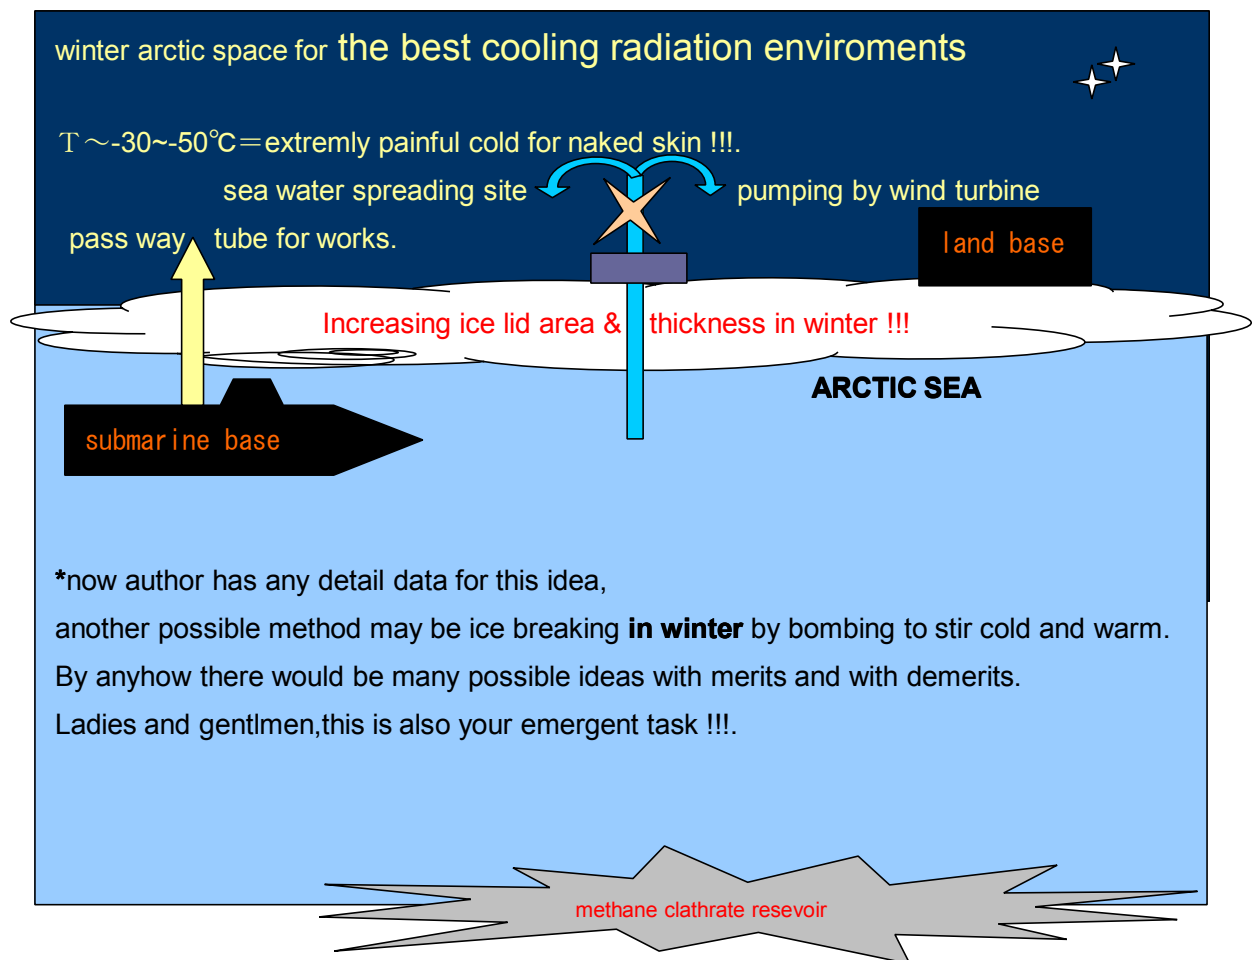 winter arctic space for the best cooling radiation enviroments
T～-30~-50℃＝extremly painful cold for naked skin !!!.
sea water spreading site pumping by wind turbine
pass way tube for works.
land base
Increasing ice lid area & thickness in winter !!!
ARCTIC SEA
submarine base
*now author has any detail data for this idea,
another possible method may be ice breaking in winter by bombing to stir cold and warm.
By anyhow there would be many possible ideas with merits and with demerits.
Ladies and gentlmen,this is also your emergent task !!!.
methane clathrate resevoir